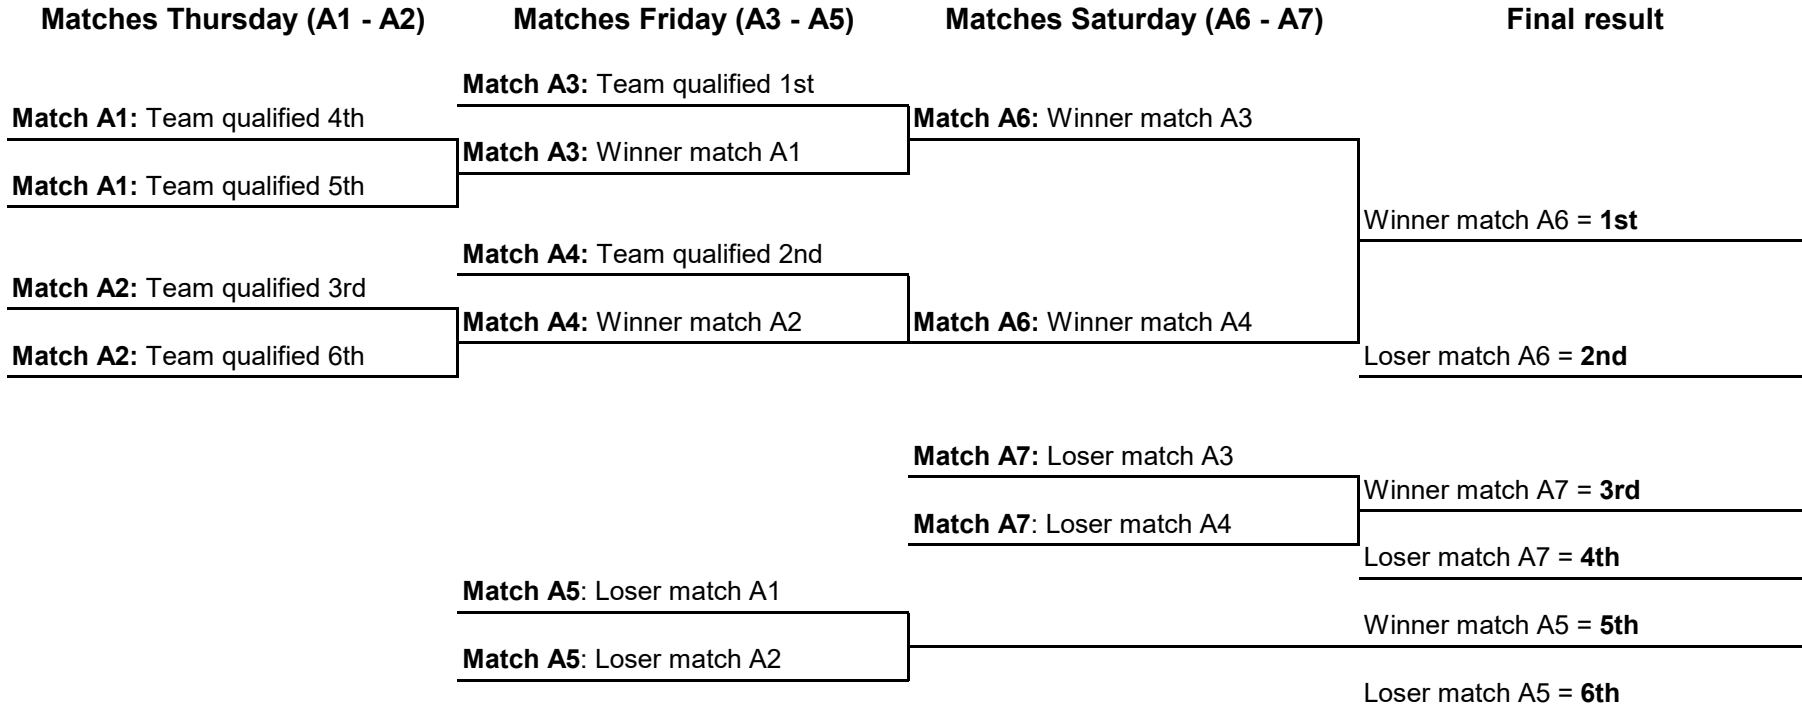 Matches Thursday (A1 - A2)
Matches Friday (A3 - A5)
Matches Saturday (A6 - A7)
Final result
Match A1: Team qualified 4th
Match A1: Team qualified 5th
Match A2: Team qualified 3rd
Match A2: Team qualified 6th
Match A3: Team qualified 1st
Match A3: Winner match A1
Match A4: Team qualified 2nd
Match A4: Winner match A2
Match A5: Loser match A1
Match A5: Loser match A2
Match A6: Winner match A3
Match A6: Winner match A4
Match A7: Loser match A3
Match A7: Loser match A4
Winner match A6 = 1st
Loser match A6 = 2nd
Winner match A7 = 3rd
Loser match A7 = 4th
Winner match A5 = 5th
Loser match A5 = 6th